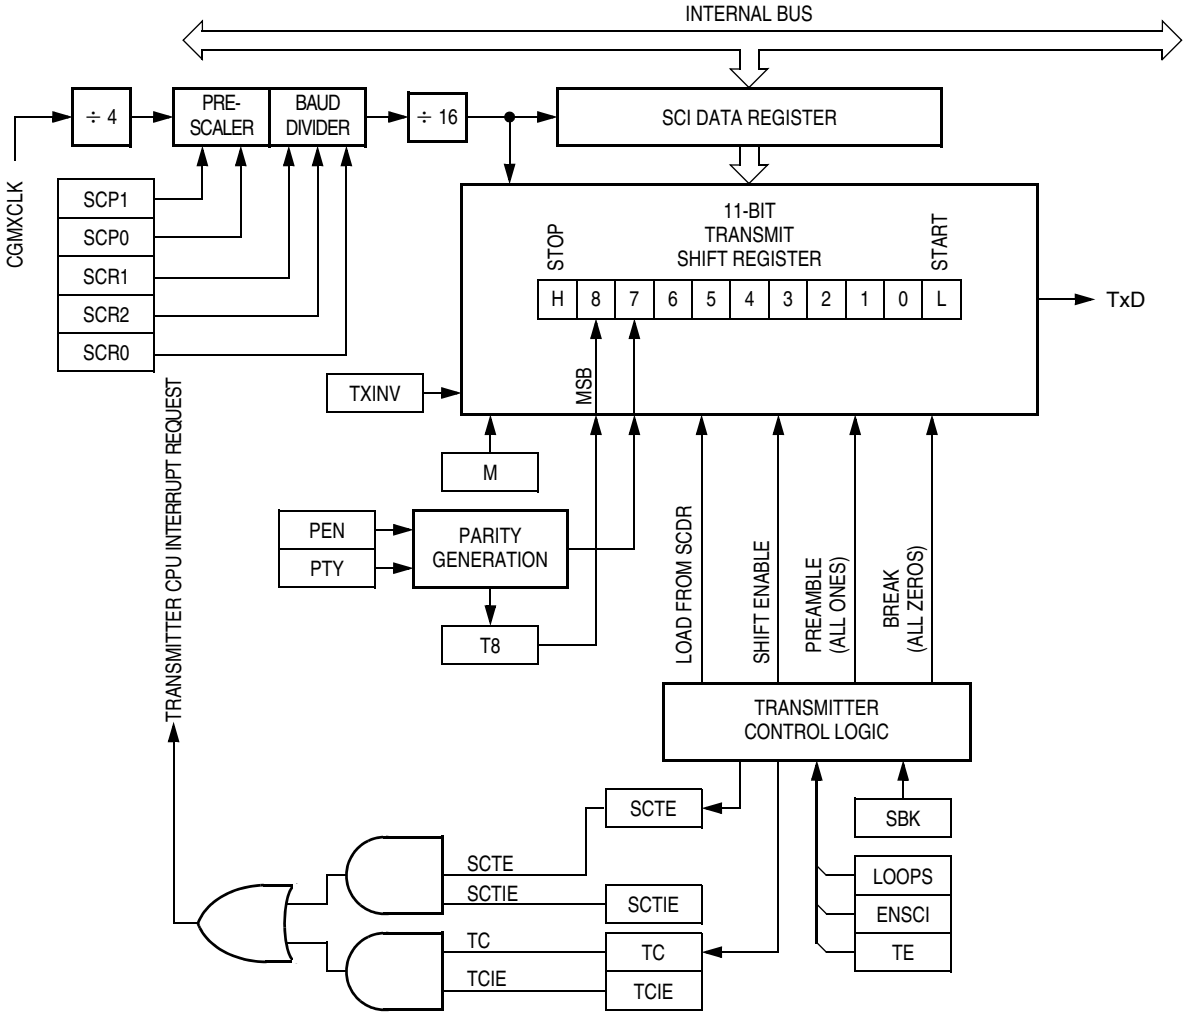 INTERNAL BUS
÷ 4
PRE-
SCALER
BAUD
DIVIDER
÷ 16
SCI DATA REGISTER
CGMXCLK
SCP1
SCP0
SCR1
SCR2
SCR0
11-BIT
TRANSMIT
SHIFT REGISTER
STOP
START
H 8 7 6 5 4 3 2 1 0 L
TxD
TXINV
MSB
M
PEN
PTY
PARITY
GENERATION
T8
TRANSMITTER CPU INTERRUPT REQUEST
LOAD FROM SCDR
SHIFT ENABLE
PREAMBLE
(ALL ONES)
BREAK
(ALL ZEROS)
TRANSMITTER
CONTROL LOGIC
SCTE
SBK
SCTE
SCTIE
SCTIE
LOOPS
ENSCI
TE
TC
TC
TCIE
TCIE